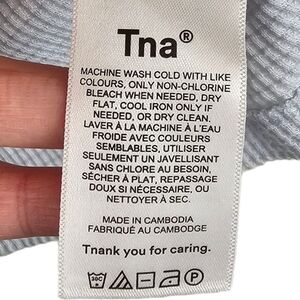 Tna®
MACHINE WASH COLD WITH LIKE
COLOURS, ONLY NON-CHLORINE
BLEACH WHEN NEEDED, DRY
FLAT, COOL IRON ONLY IF
NEEDED, OR DRY CLEAN.
LAVER À LA MACHINE À L'EAU
FROIDE AVEC COULEURS
SEMBLABLES, UTILISER
SEULEMENT UN JAVELLISANT
SANS CHLORE AU BESOIN,
SÉCHER À PLAT, REPASSAGE
DOUX SI NÉCESSAIRE, OU
NETTOYER À SEC.
MADE IN CAMBODIA
FABRIQUÉ AU CAMBODGE
Thank you for caring.
30C P